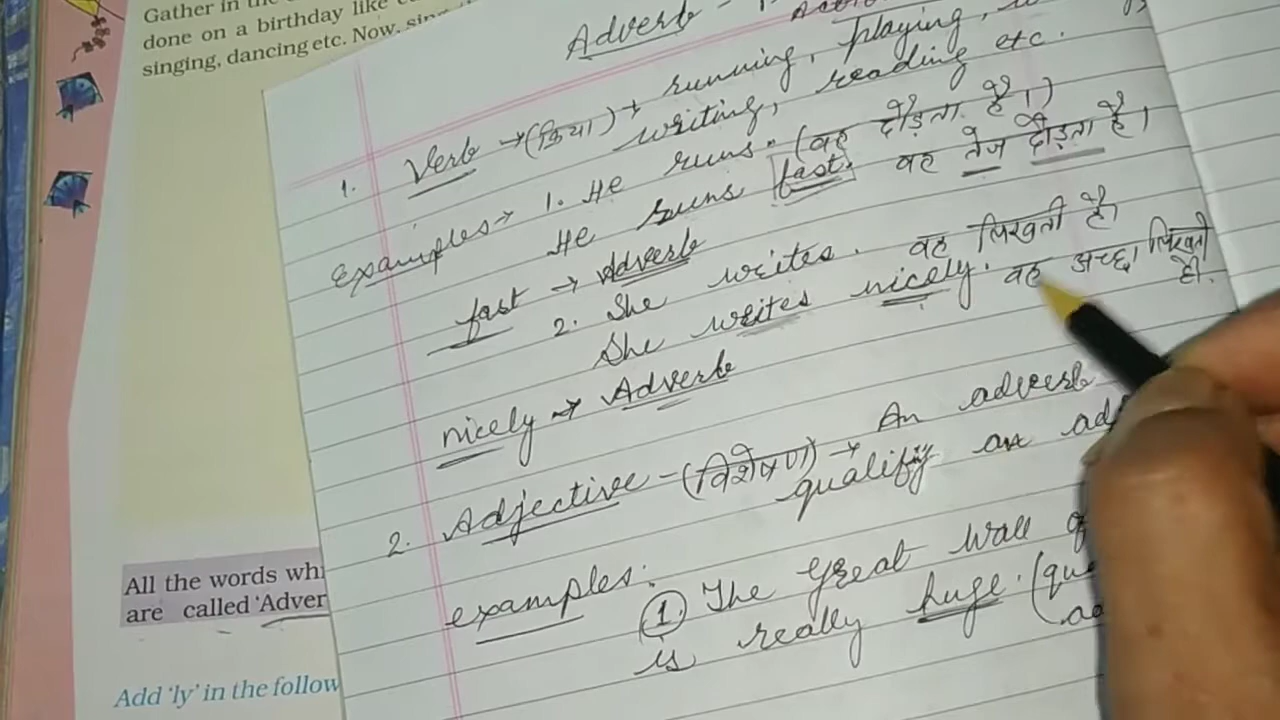 Gather in the
done on a birthday like
singing, dancing etc. Now, sing
Adverb -
1. Verb → (क्रिया) → running, playing,
writing, reading etc.
examples → 1. He runs. (वह दौड़ता है।)
He runs fast. वह तेज दौड़ता है।
fast → Adverb
2. She writes. वह लिखती है।
She writes nicely. वह अच्छा लिखती
है.
nicely → Adverb
2. Adjective - (विशेषण) → An adverb
qualify an
examples:
① The great wall
is really huge.
All the words
are called 'Adver
Add 'ly' in the follow